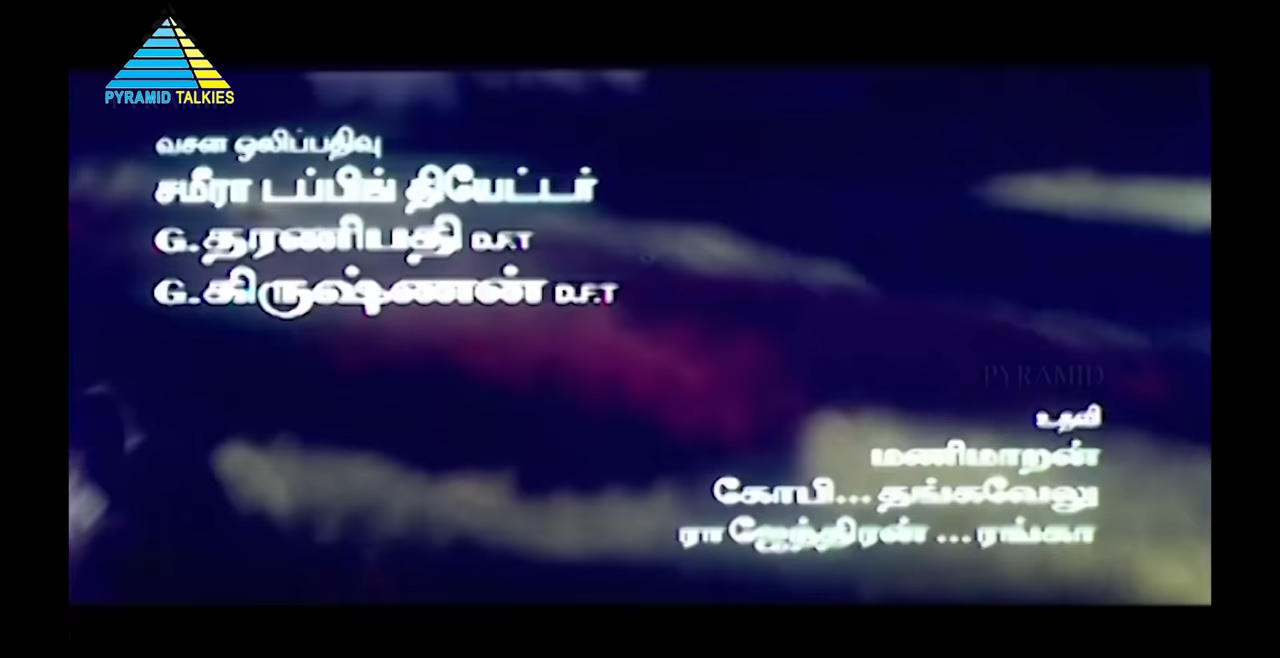 PYRAMID TALKIES
வசன ஒலிப்பதிவு
சமீரா டப்பிங் தியேட்டர்
G.தரணிபதி D.F.T
G.கிருஷ்ணன் D.F.T
PYRAMID
உதவி
மணிமாறன்
கோபி... தங்கவேலு
ராஜேந்திரன் ... ரங்கா